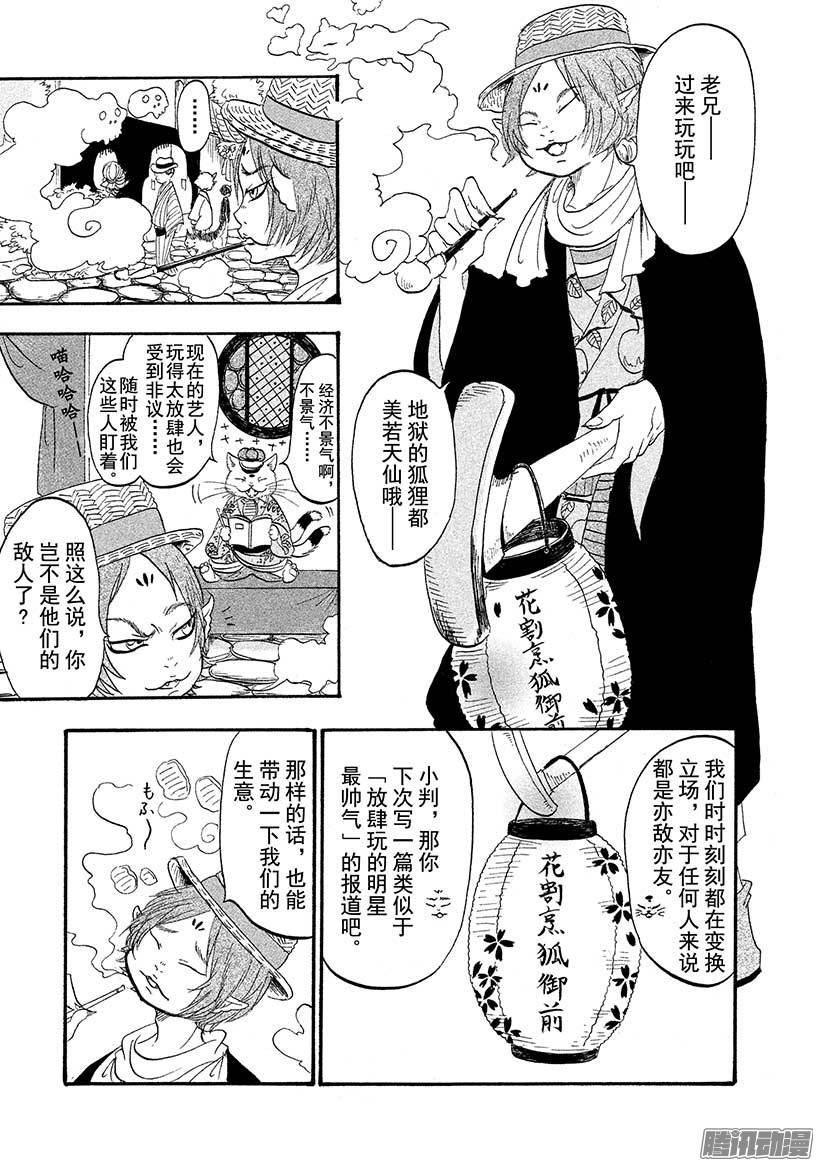 老兄——
过来玩玩吧——
地狱的狐狸都
美若天仙哦——
花割烹狐御前
……
经济不景气啊，
不景气。
现在的艺人，
玩得太放肆也会
受到非议……
随时被我们
这些人盯着。
喵哈哈哈——
照这么说，你
岂不是他们的
敌人了？
我们时时刻刻都在变换
立场，对于任何人来说
都是亦敌亦友。
花割烹狐御前
小判，那你
下次写一篇类似于
「放肆玩的明星
最帅气」的报道吧。
那样的话，也能
带动一下我们的
生意。
もふ〜
腾讯动漫